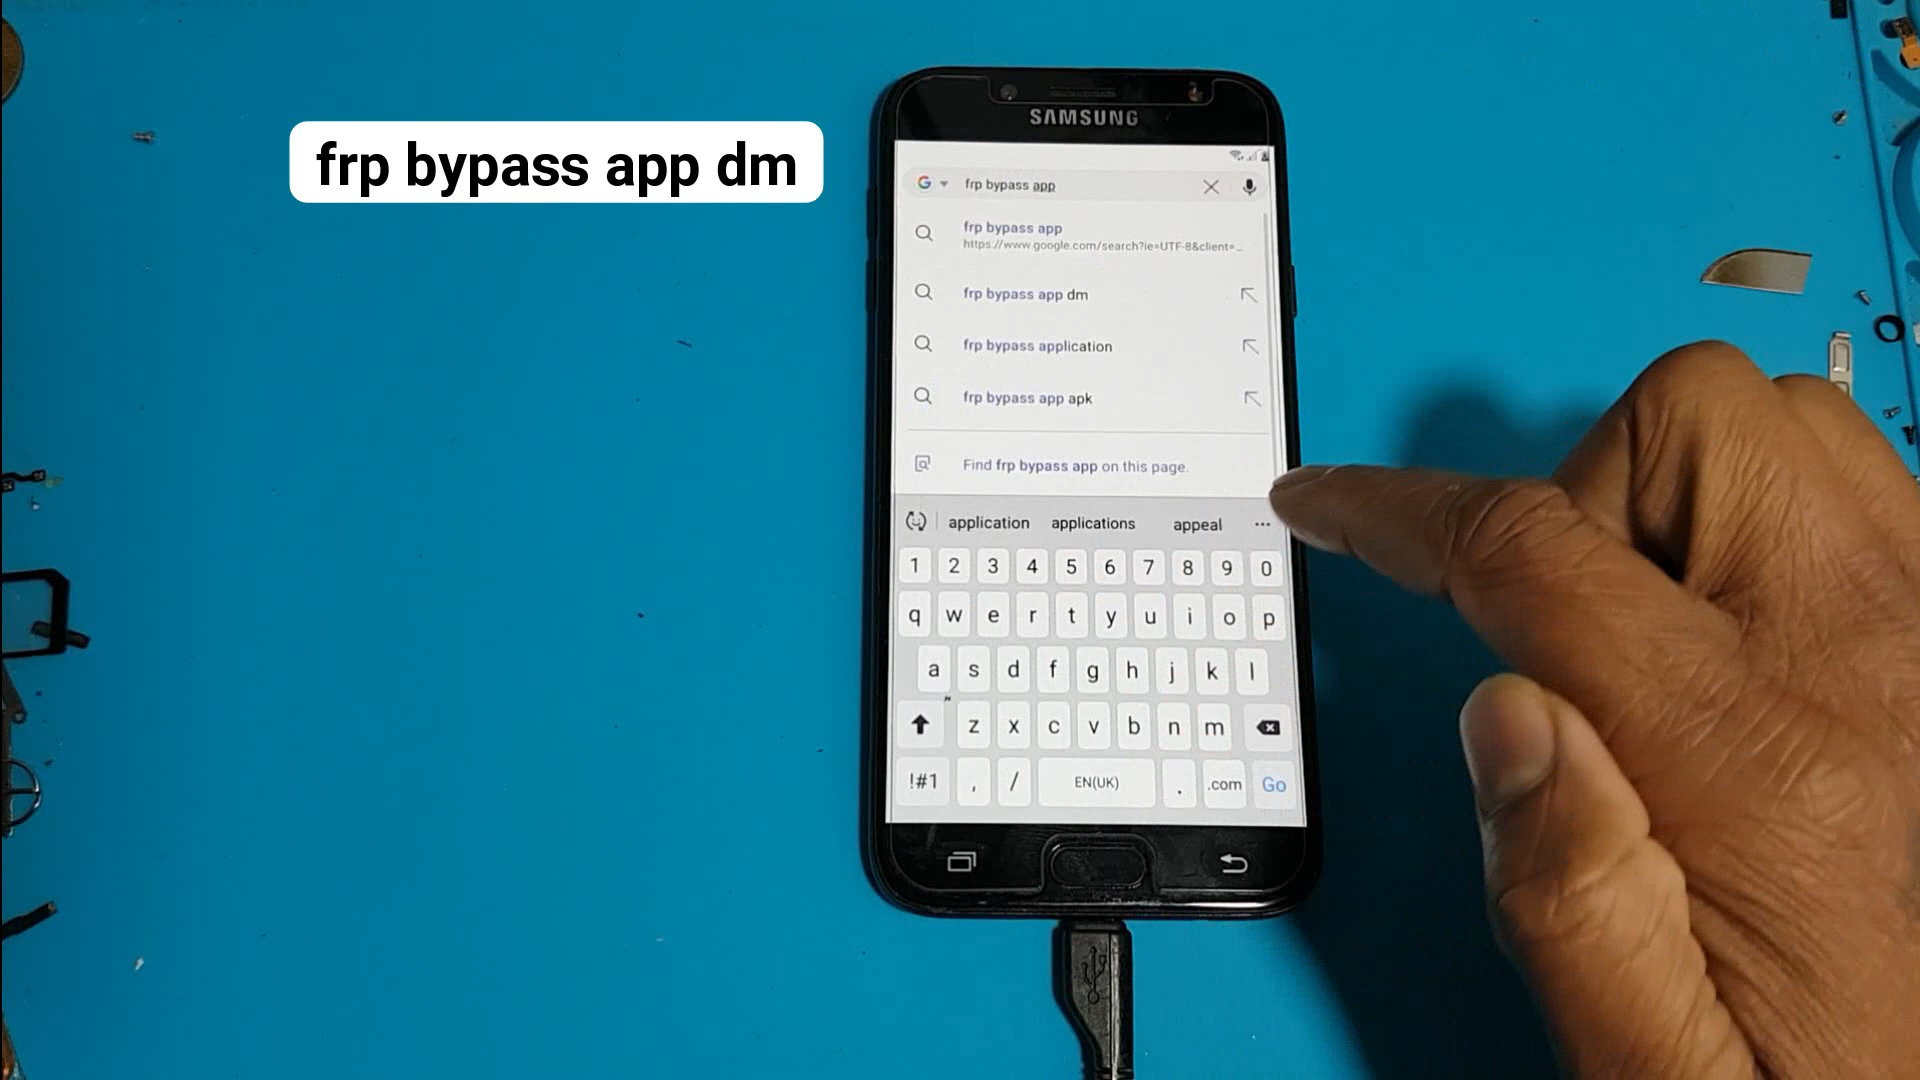 frp bypass app dm
SAMSUNG
frp bypass app
frp bypass app
https://www.google.com/search?ie=UTF-8&client=...
frp bypass app dm
frp bypass application
frp bypass app apk
Find frp bypass app on this page.
application applications appeal ...
1 2 3 4 5 6 7 8 9 0
q w e r t y u i o p
a s d f g h j k l
z x c v b n m
!#1 , / EN(UK) . .com Go